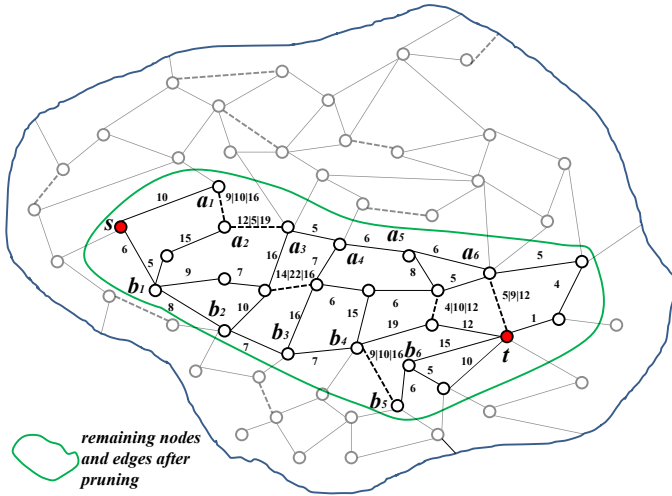 10
9|10|16
a1
s
12|5|19
a2
5
a3
6
a5
6
a4
6
a6
5
15
16
7
8
5
9
7
14|22|16
4
5|9|12
b1
8
10
6
15
6
4|10|12
b2
16
19
12
1
7
b3
7
b4
9|10|16
b6
15
t
5
10
6
b5
remaining nodes
and edges after
pruning